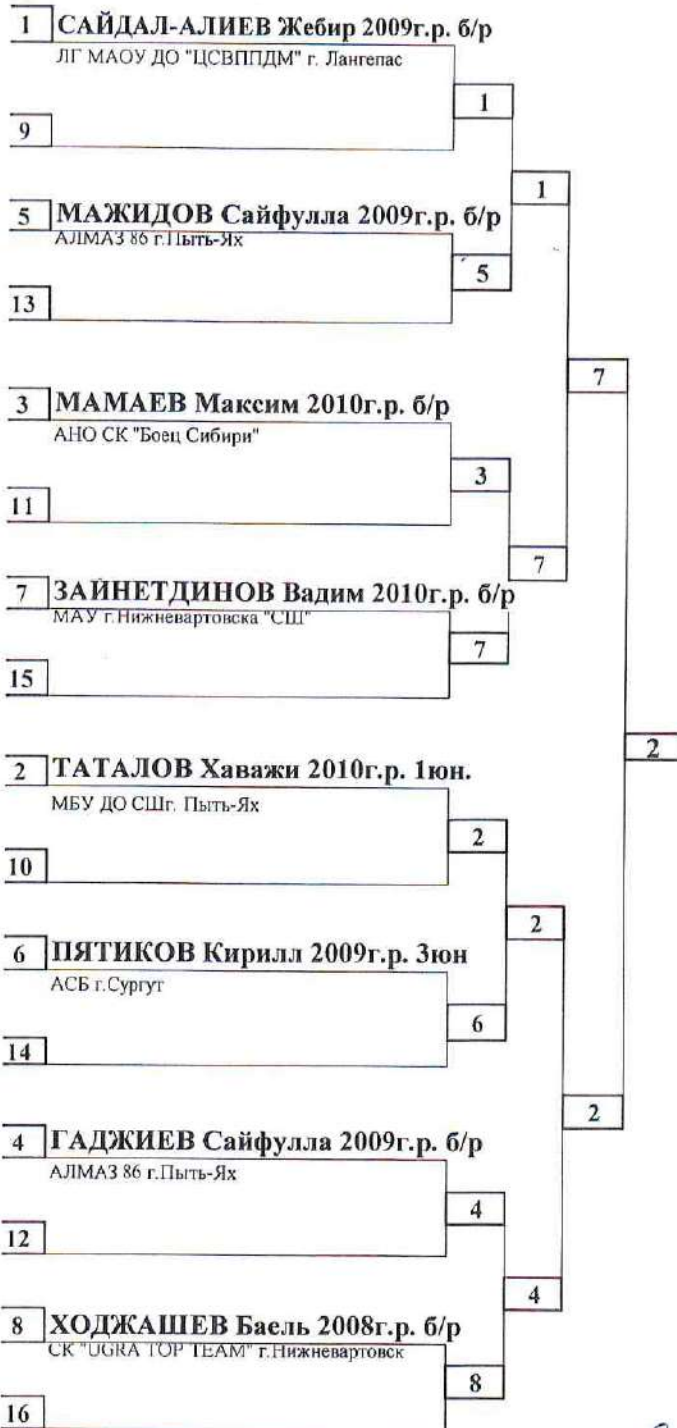 1 САЙДАЛ-АЛИЕВ Жебир 2009г.р. б/р
ЛГ МАОУ ДО "ЦСВППДМ" г. Лангепас
1
9
1
5 МАЖИДОВ Сайфулла 2009г.р. б/р
АЛМАЗ 86 г.Пыть-Ях
5
13
7
3 МАМАЕВ Максим 2010г.р. б/р
АНО СК "Боец Сибири"
3
11
7
7 ЗАЙНЕТДИНОВ Вадим 2010г.р. б/р
МАУ г.Нижневартовска "СШ"
7
15
2
2 ТАТАЛОВ Хаважи 2010г.р. 1юн.
МБУ ДО СШг. Пыть-Ях
2
10
2
6 ПЯТИКОВ Кирилл 2009г.р. 3юн
АСБ г.Сургут
6
14
2
4 ГАДЖИЕВ Сайфулла 2009г.р. б/р
АЛМАЗ 86 г.Пыть-Ях
4
12
4
8 ХОДЖАШЕВ Баель 2008г.р. б/р
СК "UGRA TOP TEAM" г.Нижневартовск
8
16